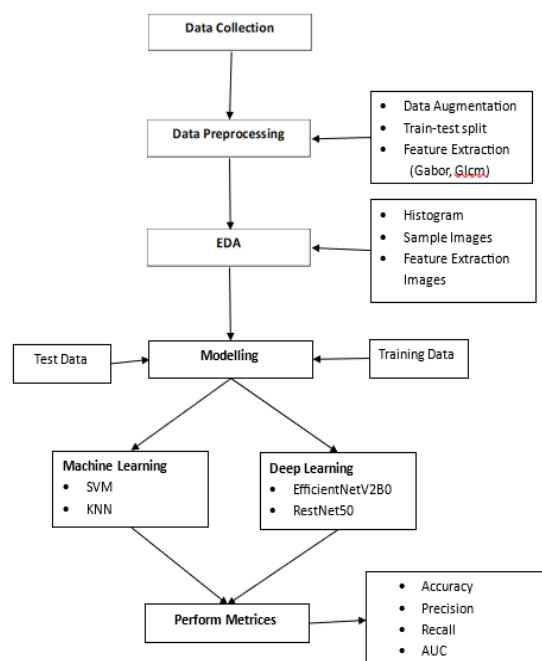 Data Collection
Data Preprocessing
• Data Augmentation
• Train-test split
• Feature Extraction
(Gabor, Glcm)
EDA
• Histogram
• Sample Images
• Feature Extraction
Images
Test Data
Modelling
Training Data
Machine Learning
• SVM
• KNN
Deep Learning
• EfficientNetV2B0
• RestNet50
Perform Metrices
• Accuracy
• Precision
• Recall
• AUC